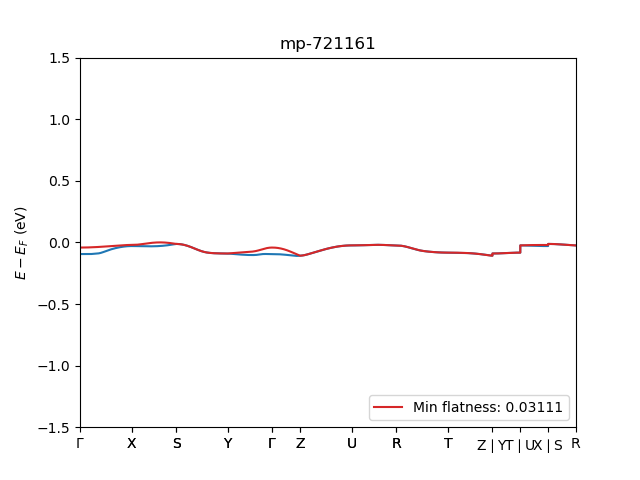 mp-721161
E − E_F (eV)
1.5
1.0
0.5
0.0
−0.5
−1.0
−1.5
Γ X S Y Γ Z U R T Z | YT | UX | S R
Min flatness: 0.03111